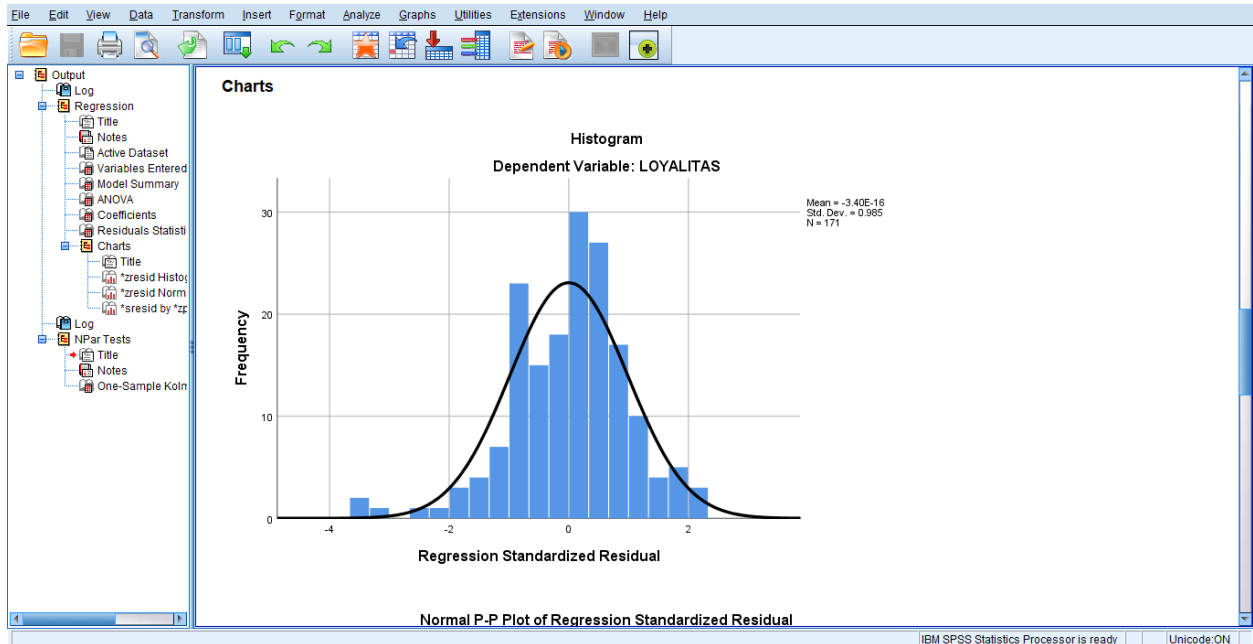 File Edit View Data Transform Insert Format Analyze Graphs Utilities Extensions Window Help
Output
Log
Regression
Title
Notes
Active Dataset
Variables Entered
Model Summary
ANOVA
Coefficients
Residuals Statisti
Charts
Title
*zresid Histog
*zresid Norm
*sresid by *zp
Log
NPar Tests
Title
Notes
One-Sample Kolm
Charts
Histogram
Dependent Variable: LOYALITAS
Mean = -3.40E-16
Std. Dev. = 0.985
N = 171
Frequency
30
20
10
0
-4 -2 0 2
Regression Standardized Residual
Normal P-P Plot of Regression Standardized Residual
IBM SPSS Statistics Processor is ready Unicode:ON